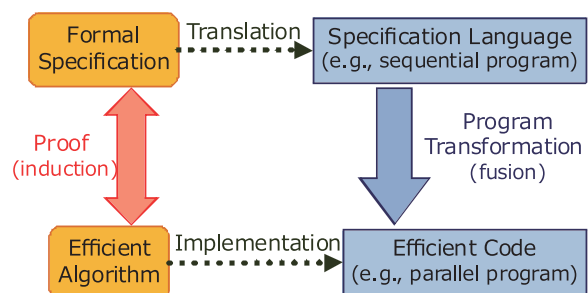 Formal
Specification
Translation
Specification Language
(e.g., sequential program)
Proof
(induction)
Program
Transformation
(fusion)
Efficient
Algorithm
Implementation
Efficient Code
(e.g., parallel program)